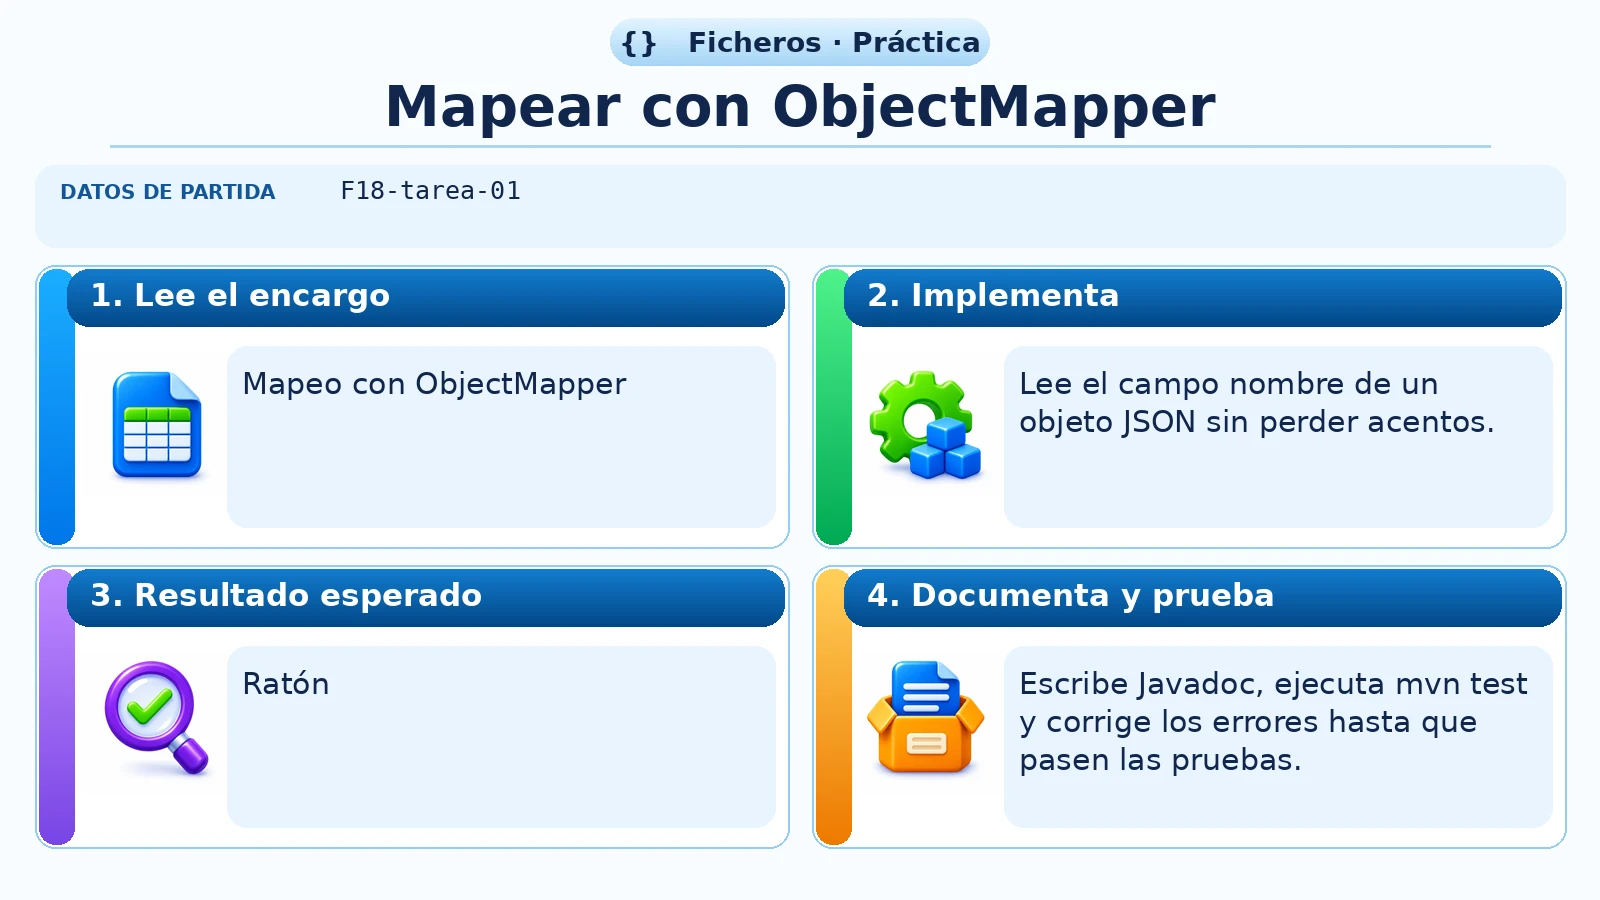 {} Ficheros · Práctica
Mapear con ObjectMapper
DATOS DE PARTIDA F18-tarea-01
1. Lee el encargo
Mapeo con ObjectMapper
2. Implementa
Lee el campo nombre de un
objeto JSON sin perder acentos.
3. Resultado esperado
Ratón
4. Documenta y prueba
Escribe Javadoc, ejecuta mvn test
y corrige los errores hasta que
pasen las pruebas.